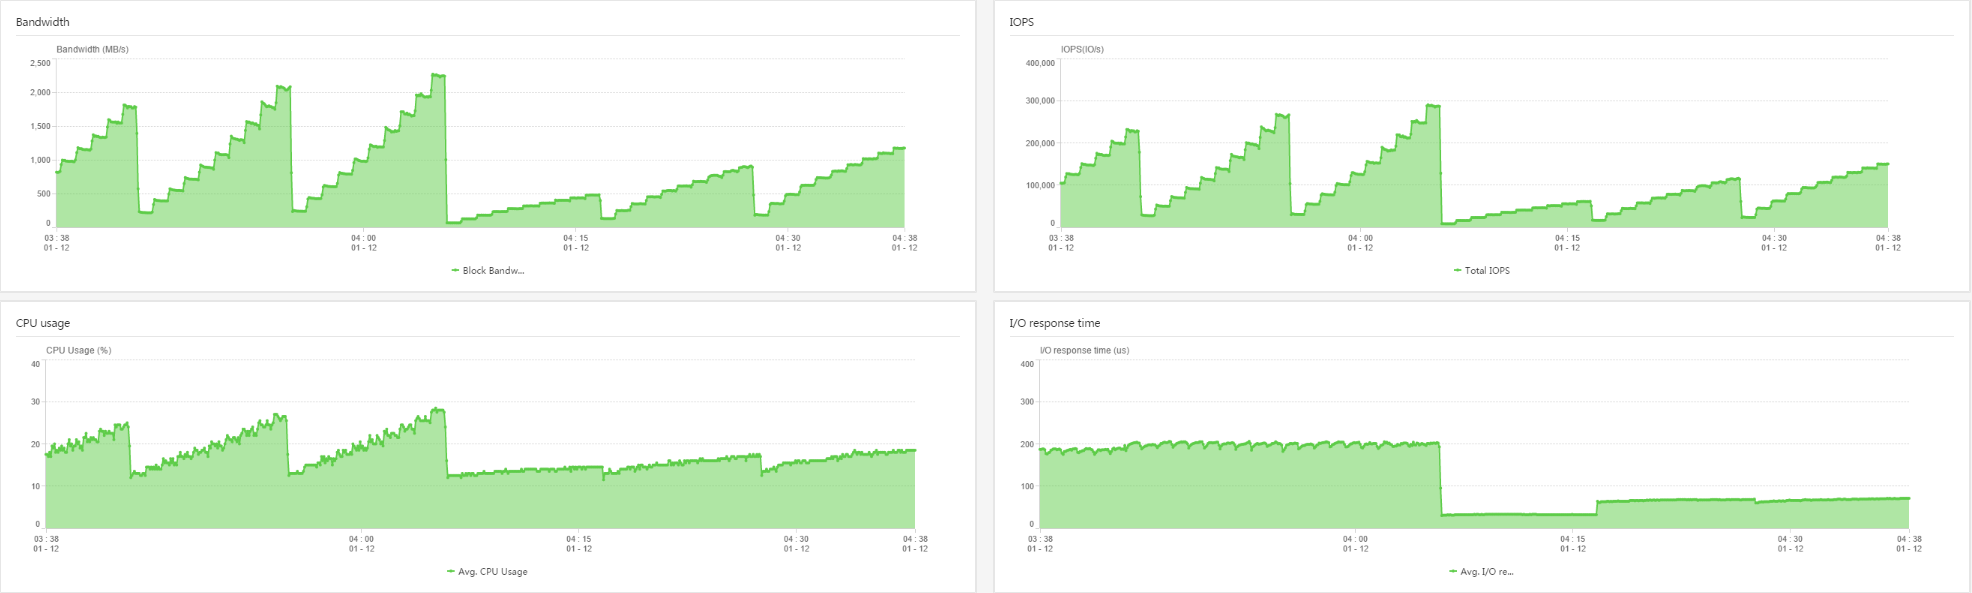 Bandwidth
Bandwidth (MB/s)
2,500
2,000
1,500
1,000
500
0
03 : 38
01 - 12
04 : 00
01 - 12
04 : 15
01 - 12
04 : 30
01 - 12
04 : 38
01 - 12
Block Bandw...
IOPS
IOPS(IO/s)
400,000
300,000
200,000
100,000
0
03 : 38
01 - 12
04 : 00
01 - 12
04 : 15
01 - 12
04 : 30
01 - 12
04 : 38
01 - 12
Total IOPS
CPU usage
CPU Usage (%)
40
30
20
10
0
03 : 38
01 - 12
04 : 00
01 - 12
04 : 15
01 - 12
04 : 30
01 - 12
04 : 38
01 - 12
Avg. CPU Usage
I/O response time
I/O response time (us)
400
300
200
100
0
03 : 38
01 - 12
04 : 00
01 - 12
04 : 15
01 - 12
04 : 30
01 - 12
04 : 38
01 - 12
Avg. I/O re...